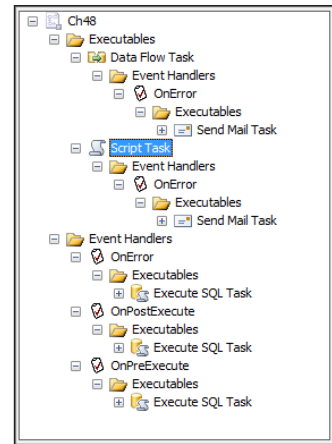 Ch48
Executables
Data Flow Task
Event Handlers
OnError
Executables
Send Mail Task
Script Task
Event Handlers
OnError
Executables
Send Mail Task
Event Handlers
OnError
Executables
Execute SQL Task
OnPostExecute
Executables
Execute SQL Task
OnPreExecute
Executables
Execute SQL Task